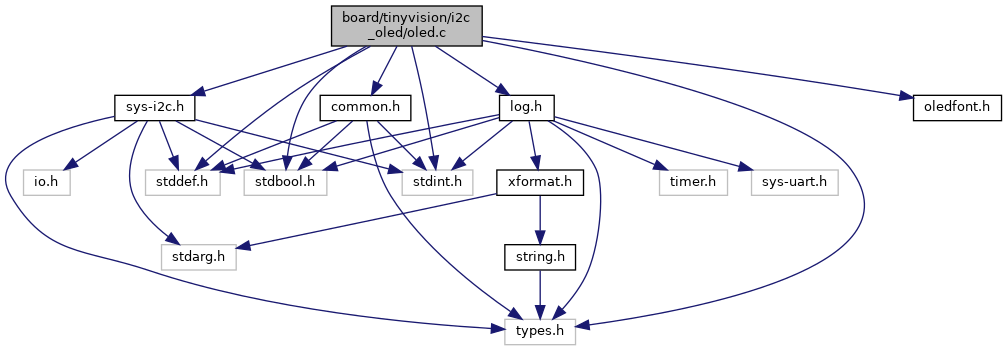 board/tinyvision/i2c
_oled/oled.c
sys-i2c.h
common.h
log.h
oledfont.h
io.h
stddef.h
stdbool.h
stdint.h
xformat.h
timer.h
sys-uart.h
stdarg.h
string.h
types.h